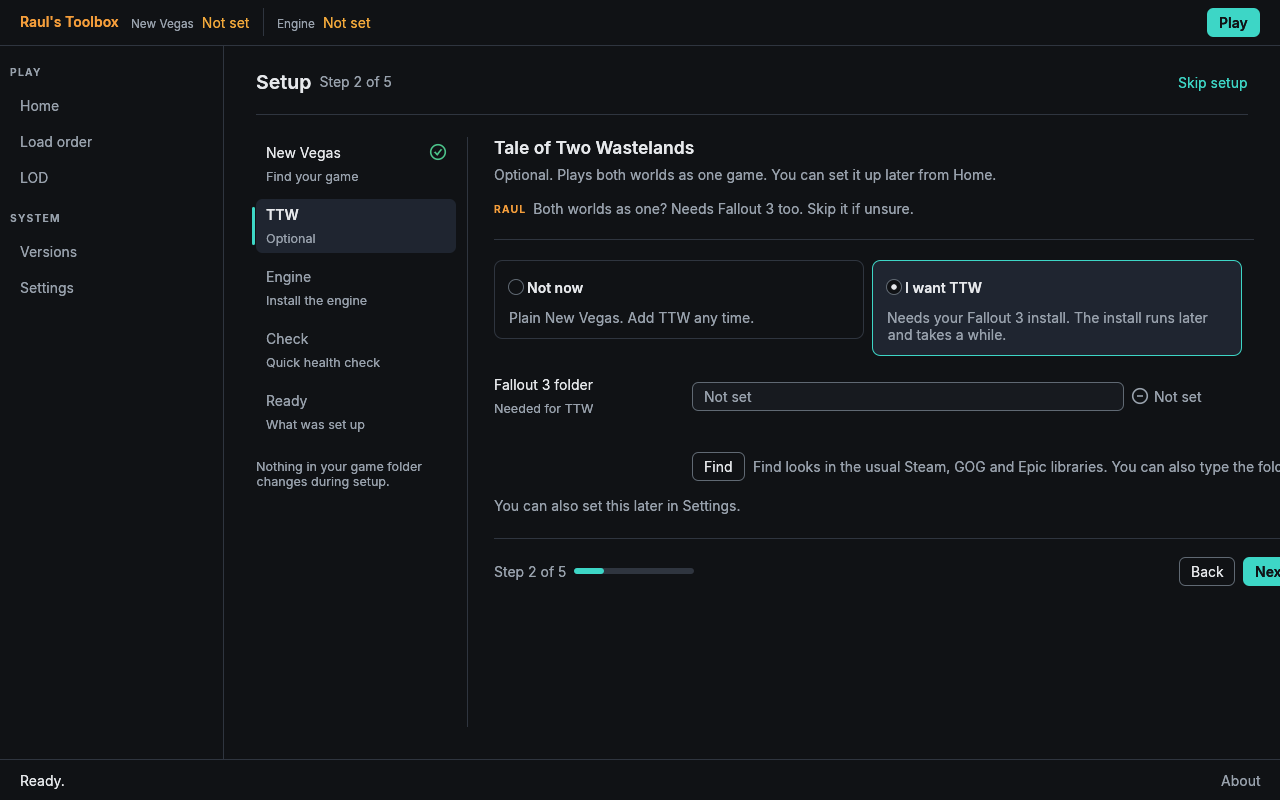 Raul's Toolbox New Vegas Not set Engine Not set Play
PLAY
Home
Load order
LOD
SYSTEM
Versions
Settings
Setup Step 2 of 5 Skip setup
New Vegas
Find your game
TTW
Optional
Engine
Install the engine
Check
Quick health check
Ready
What was set up
Nothing in your game folder
changes during setup.
Tale of Two Wastelands
Optional. Plays both worlds as one game. You can set it up later from Home.
RAUL Both worlds as one? Needs Fallout 3 too. Skip it if unsure.
Not now
Plain New Vegas. Add TTW any time.
I want TTW
Needs your Fallout 3 install. The install runs later
and takes a while.
Fallout 3 folder
Needed for TTW
Not set Not set
Find Find looks in the usual Steam, GOG and Epic libraries. You can also type the
You can also set this later in Settings.
Step 2 of 5 Back
Ready. About